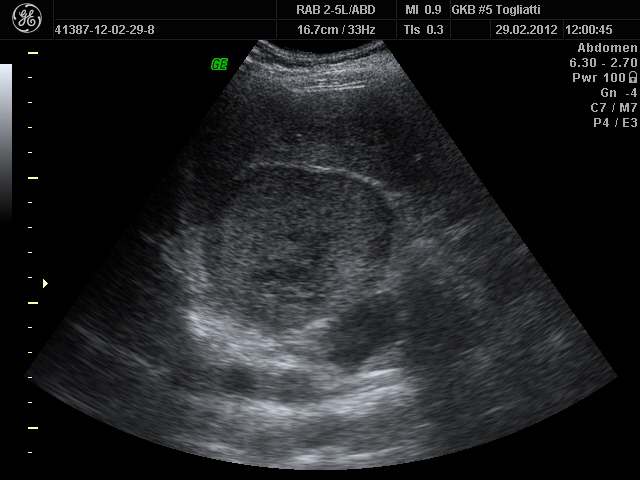 RAB 2-5L/ABD
MI 0.9
GKB #5 Togliatti
41387-12-02-29-8
16.7cm / 33Hz
TIs 0.3
29.02.2012
12:00:45
GE
Abdomen
6.30 - 2.70
Pwr 100
Gn -4
C7 / M7
P4 / E3